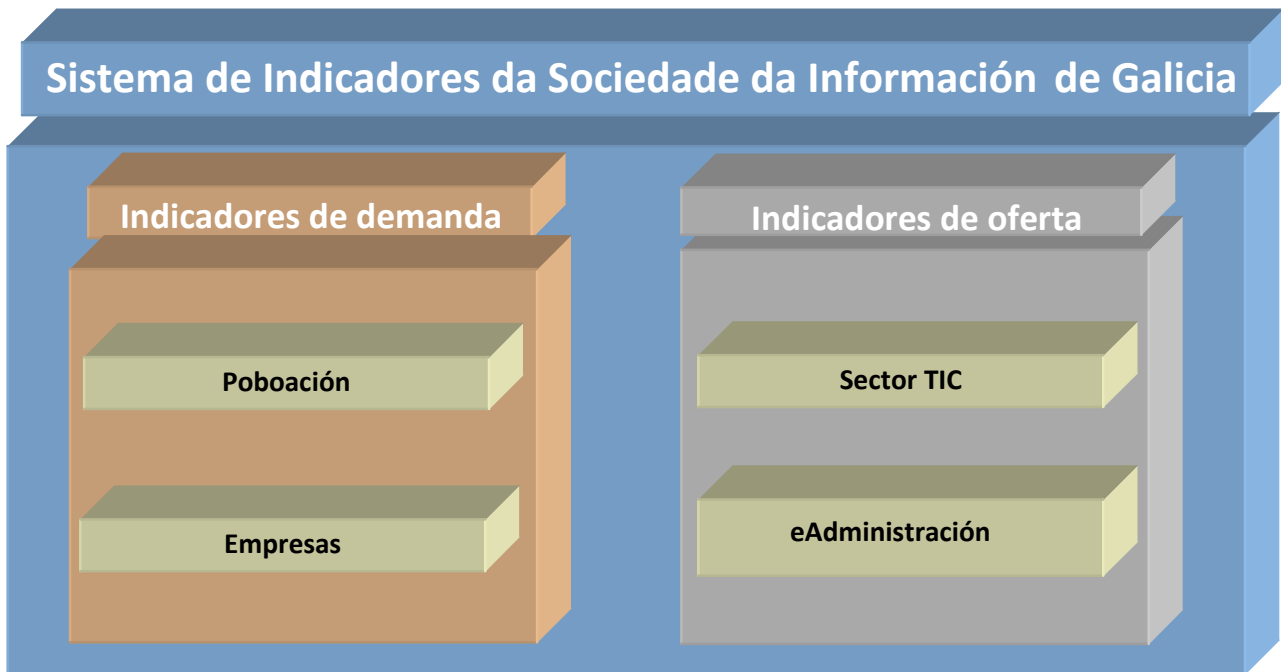 Sistema de Indicadores da Sociedade da Información de Galicia
Indicadores de demanda
Poboación
Empresas
Indicadores de oferta
Sector TIC
eAdministración